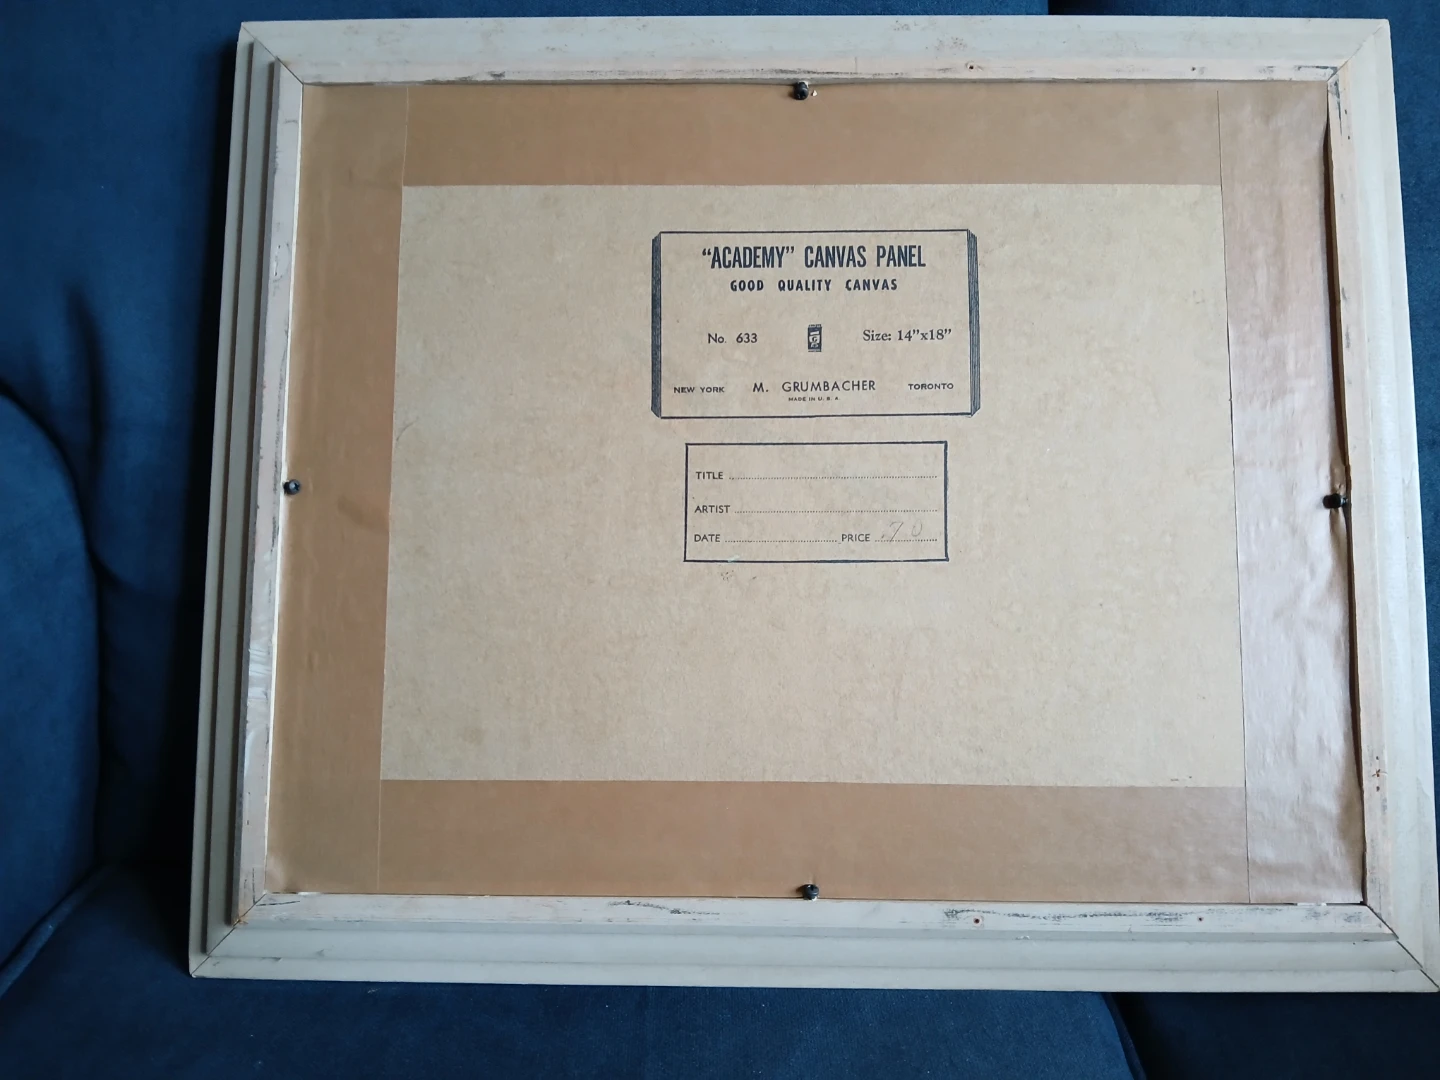 "ACADEMY" CANVAS PANEL
GOOD QUALITY CANVAS
No. 633 Size: 14"x18"
NEW YORK M. GRUMBACHER TORONTO
MADE IN U. S. A.
TITLE
ARTIST
DATE PRICE .70